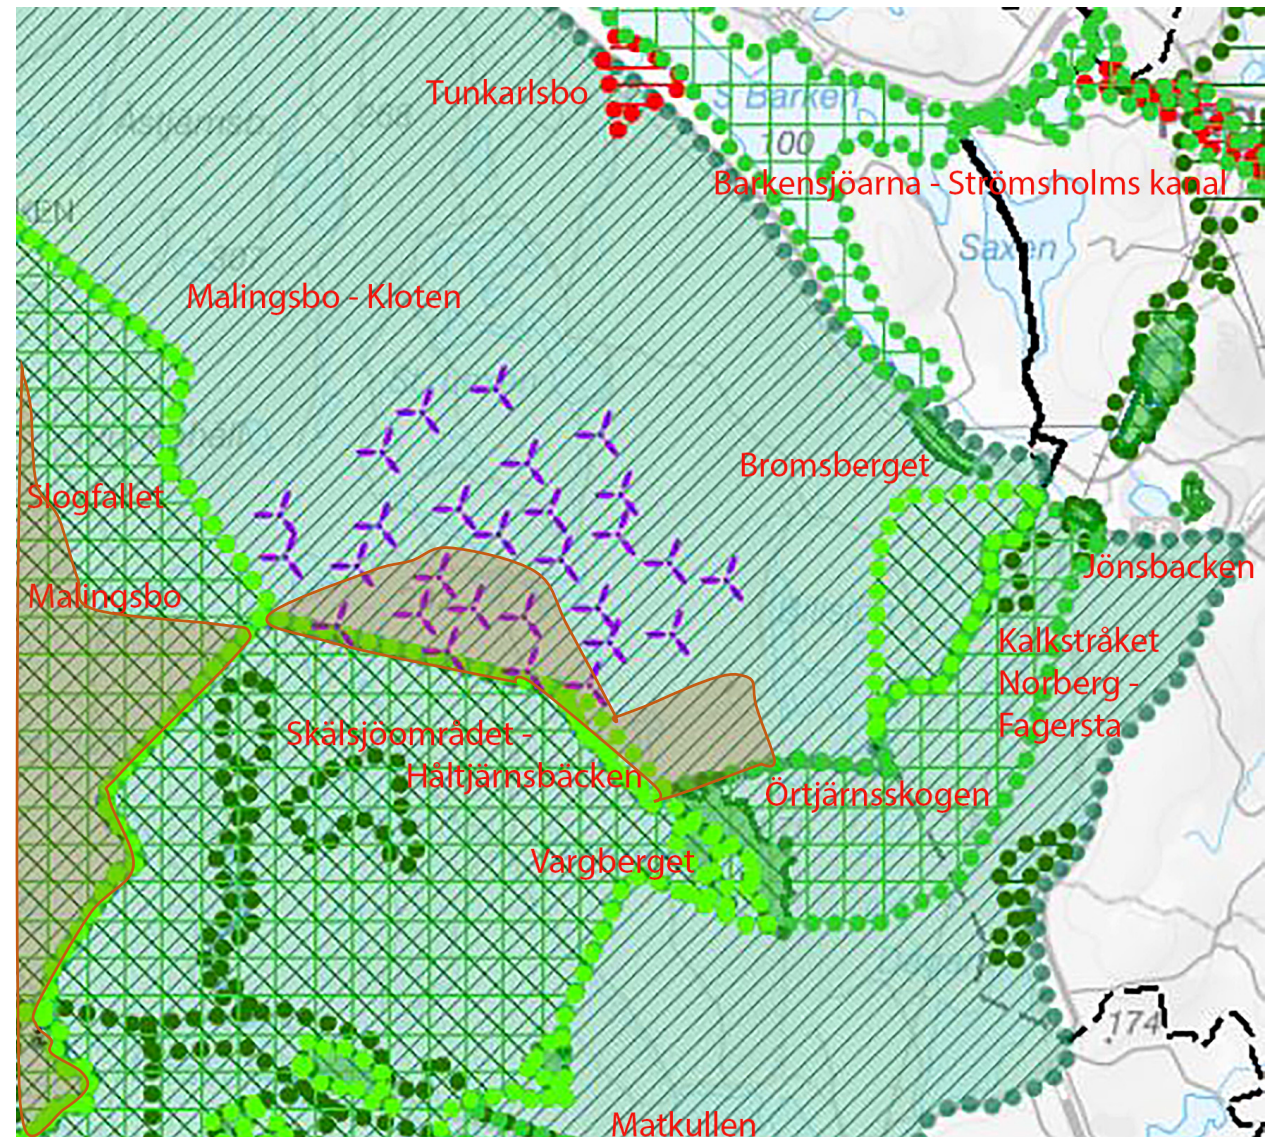 Tunkarlsbo
S Barken
100
Barkensjöarna - Strömsholms kanal
KEN
Saxen
Malingsbo - Kloten
Bromsberget
Slogfallet
Jönsbacken
Malingsbo
Kalkstråket
Norberg -
Fagersta
Skälsjöområdet -
Håltjärnsbäcken
Örtjärnsskogen
Vargberget
174
Matkullen